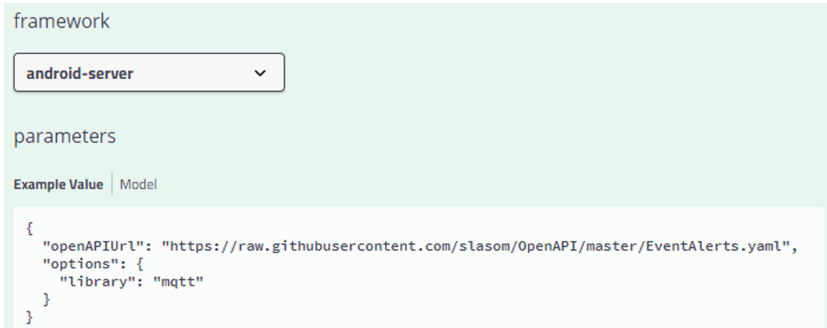 framework
android-server
parameters
Example Value | Model
{
  "openAPIUrl": "https://raw.githubusercontent.com/slasom/OpenAPI/master/EventAlerts.yaml",
  "options": {
    "library": "mqtt"
  }
}